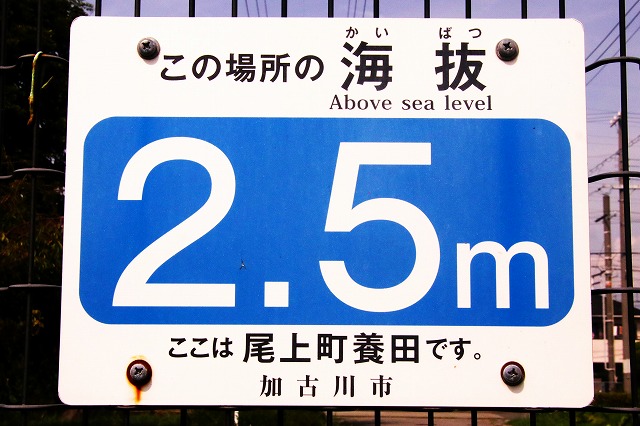 かいばつ
この場所の 海抜
Above sea level
2.5m
ここは 尾上町養田です。
加古川市